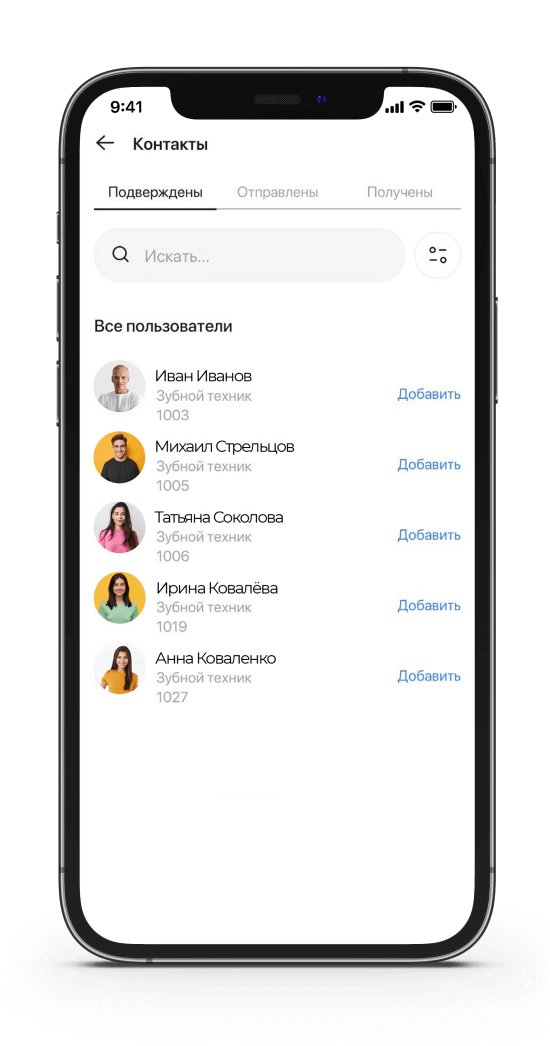 9:41
Контакты
Подтверждены Отправлены Получены
Искать...
Все пользователи
Иван Иванов
Зубной техник
Добавить
1003
Михаил Стрельцов
Зубной техник
Добавить
1005
Татьяна Соколова
Зубной техник
Добавить
1006
Ирина Ковалёва
Зубной техник
Добавить
1019
Анна Коваленко
Зубной техник
Добавить
1027